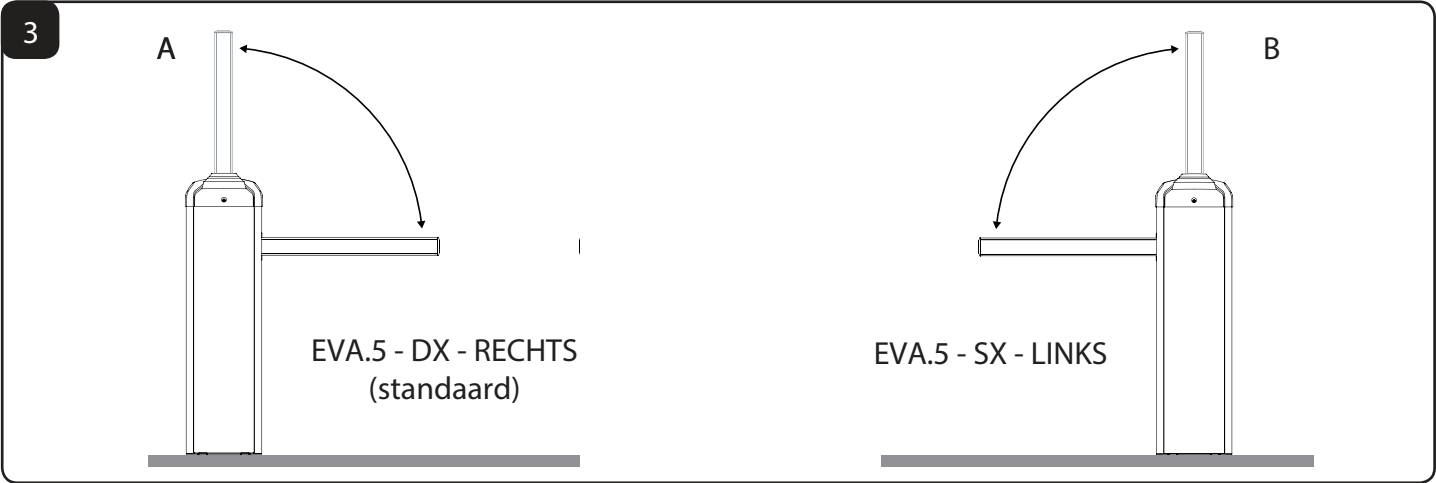 3
A
B
EVA.5 - DX - RECHTS
(standaard)
EVA.5 - SX - LINKS